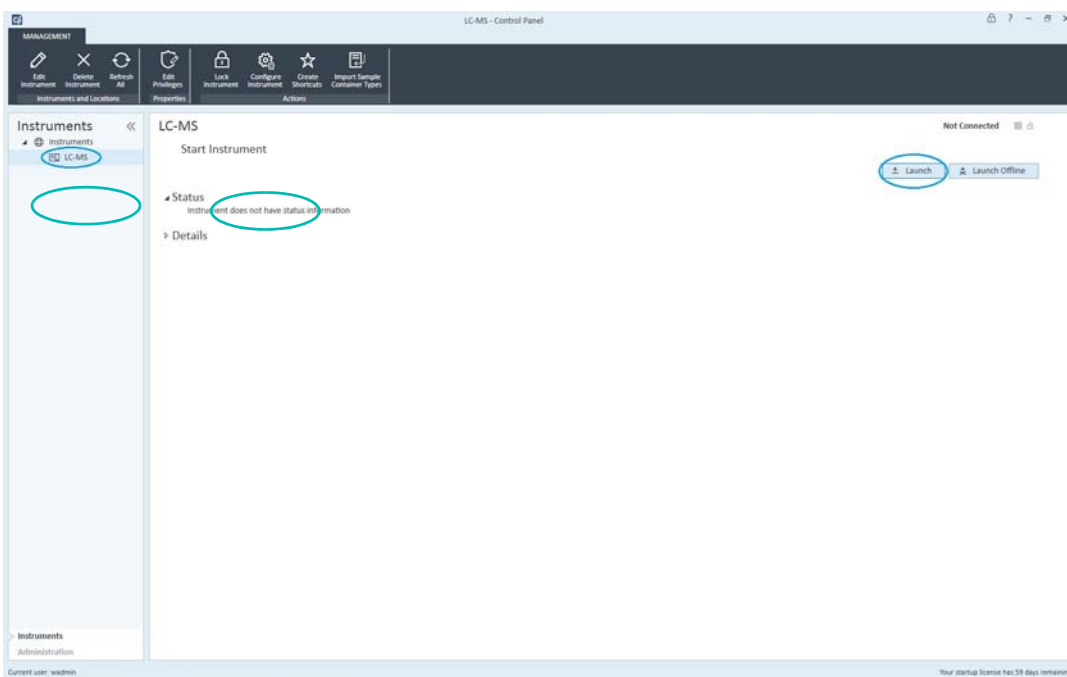 LC-MS - Control Panel
?
MANAGEMENT
Edit Instrument
Delete Instrument
Refresh All
Edit Privileges
Lock Instrument
Configure Instrument
Create Shortcuts
Import Sample Container Types
Instruments and Locations
Properties
Actions
Instruments
Instruments
LC-MS
LC-MS
Not Connected
Start Instrument
Launch
Launch Offline
Status
Instrument does not have status information
Details
Instruments
Administration
Current user: wadmin
Your startup license has 59 days remainin